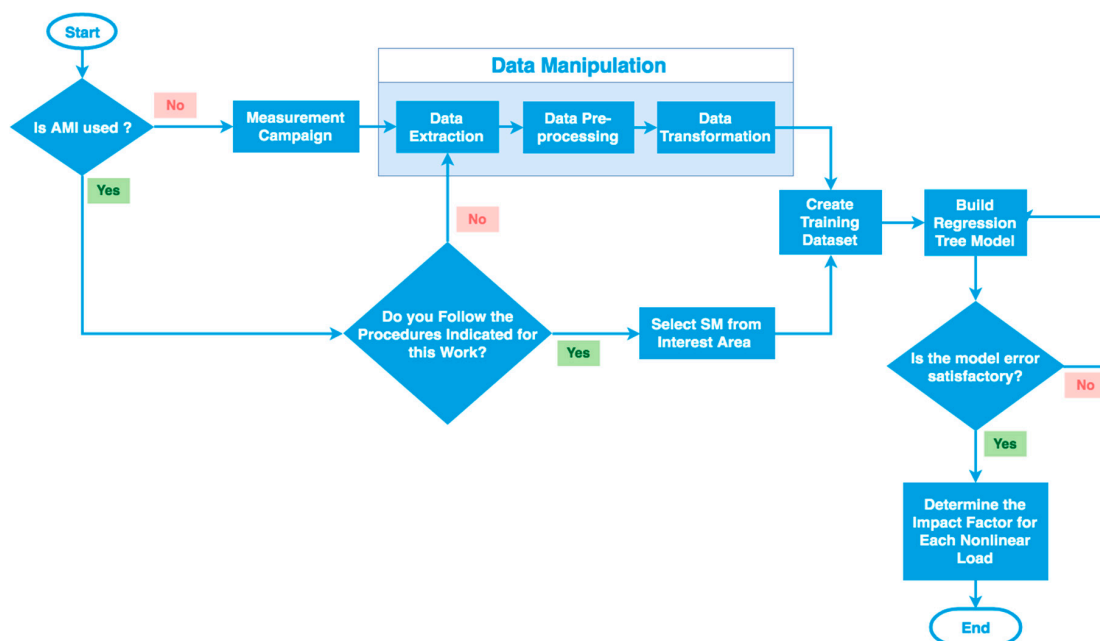 Start
Is AMI used ?
No
Yes
Measurement
Campaign
Data Manipulation
Data
Extraction
Data Pre-
processing
Data
Transformation
No
Do you Follow the
Procedures Indicated for
this Work?
Yes
Select SM from
Interest Area
Create
Training
Dataset
Build
Regression
Tree Model
Is the model error
satisfactory?
No
Yes
Determine the
Impact Factor for
Each Nonlinear
Load
End